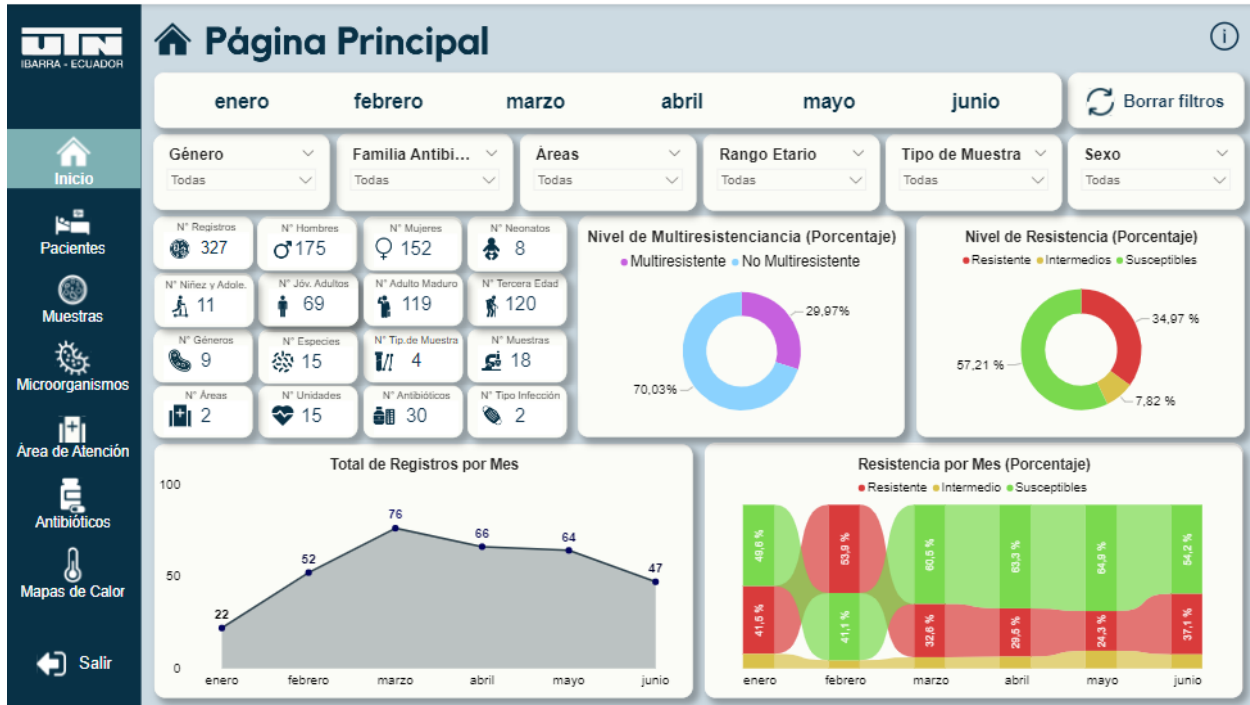 UTN
IBARRA - ECUADOR
Página Principal
enero febrero marzo abril mayo junio
Borrar filtros
Género Familia Antibi... Áreas Rango Etario Tipo de Muestra Sexo
Todas Todas Todas Todas Todas Todas
Inicio
Pacientes
Muestras
Microorganismos
Área de Atención
Antibióticos
Mapas de Calor
Salir
N° Registros N° Hombres N° Mujeres N° Neonatos
327 175 152 8
N° Niñez y Adole. N° Jóv. Adultos N° Adulto Maduro N° Tercera Edad
11 69 119 120
N° Géneros N° Especies N° Tip.de Muestra N° Muestras
9 15 4 18
N° Áreas N° Unidades N° Antibióticos N° Tipo Infección
2 15 30 2
Nivel de Multiresistenciancia (Porcentaje)
Multiresistente No Multiresistente
29,97%
70,03%
Nivel de Resistencia (Porcentaje)
Resistente Intermedios Susceptibles
34,97 %
57,21 %
7,82 %
Total de Registros por Mes
100
50
0
22
52
76
66
64
47
enero febrero marzo abril mayo junio
Resistencia por Mes (Porcentaje)
Resistente Intermedio Susceptibles
49,6 % 53,9 % 60,5 % 63,3 % 64,9 % 54,2 %
41,5 % 41,1 % 32,6 % 29,5 % 24,3 % 37,1 %
enero febrero marzo abril mayo junio